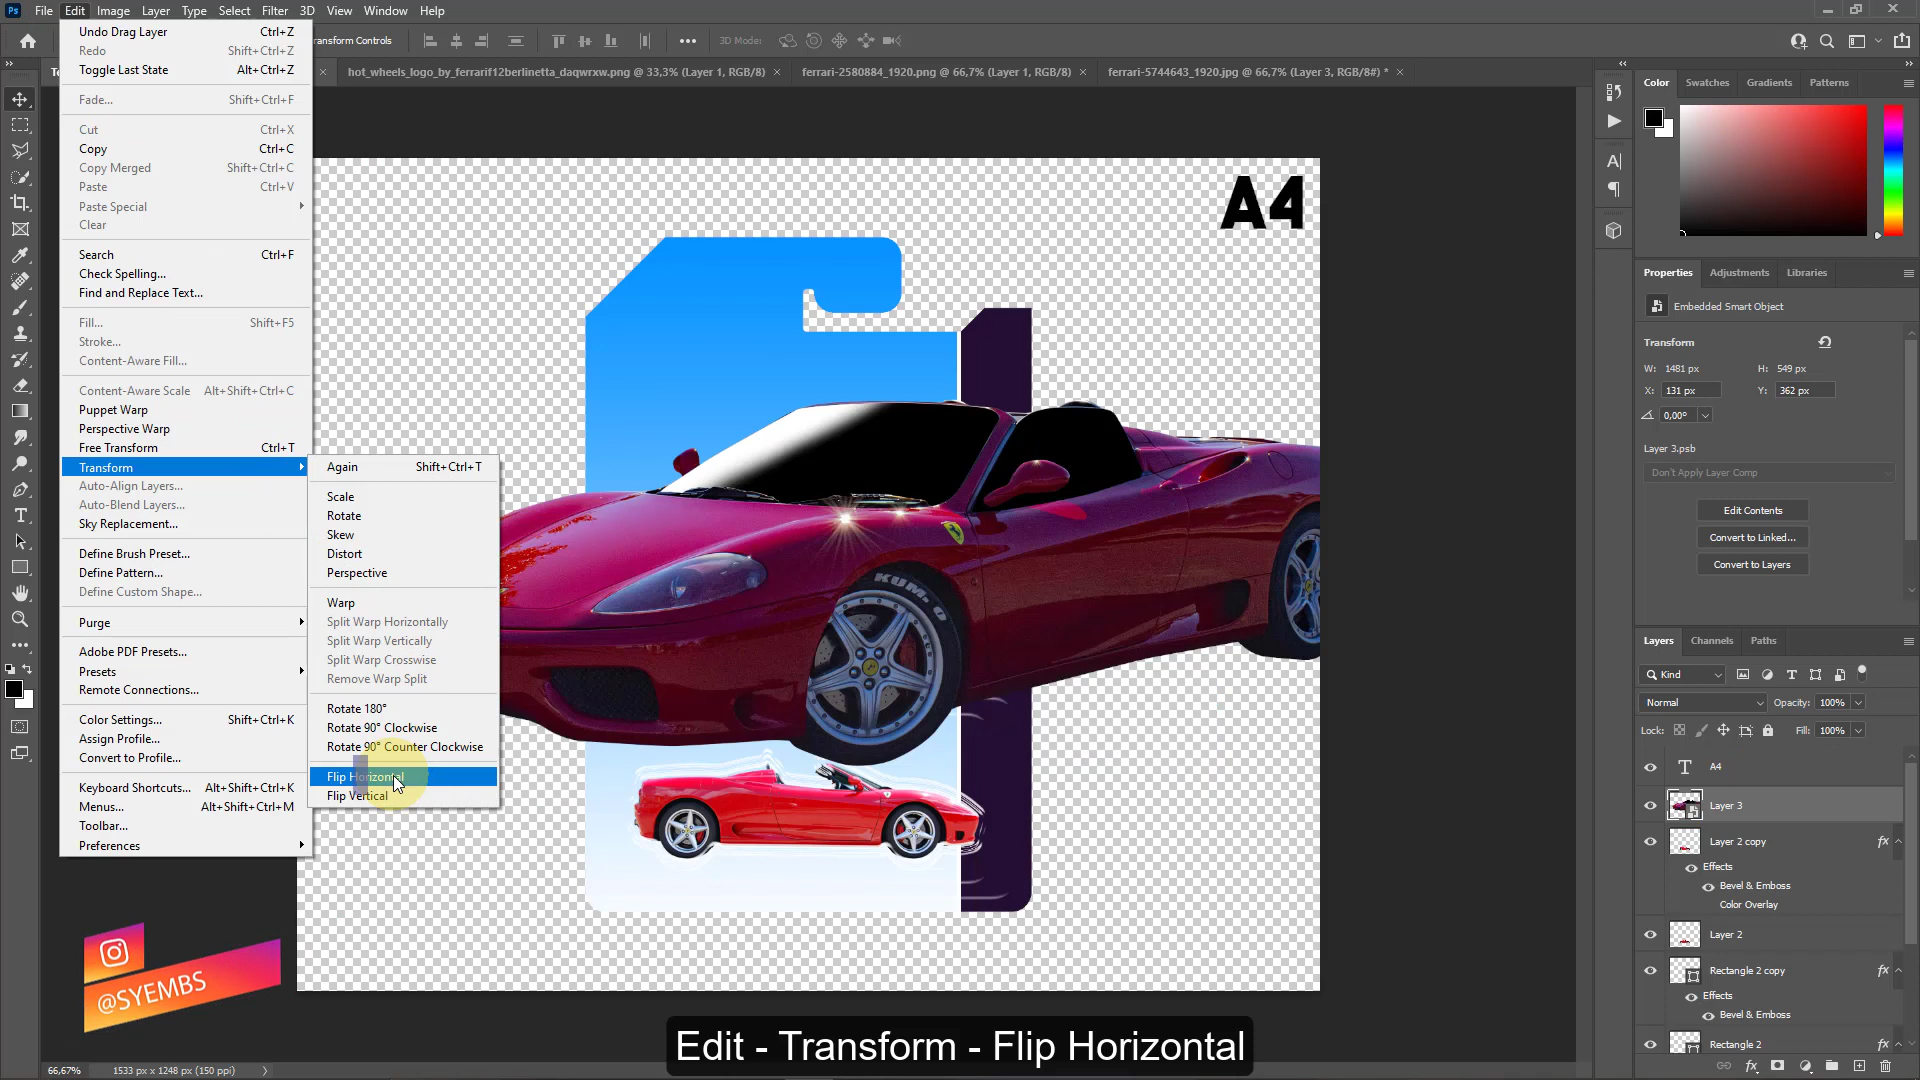 Ps File Edit Image Layer Type Select Filter 3D View Window Help
ransform Controls
3D Mode:
Te
hot_wheels_logo_by_ferrarif12berlinetta_daqwrxw.png @ 33,3% (Layer 1, RGB/8) ×
ferrari-2580884_1920.png @ 66,7% (Layer 1, RGB/8) ×
ferrari-5744643_1920.jpg @ 66,7% (Layer 3, RGB/8#) * ×
Undo Drag Layer Ctrl+Z
Redo Shift+Ctrl+Z
Toggle Last State Alt+Ctrl+Z
Fade... Shift+Ctrl+F
Cut Ctrl+X
Copy Ctrl+C
Copy Merged Shift+Ctrl+C
Paste Ctrl+V
Paste Special
Clear
Search Ctrl+F
Check Spelling...
Find and Replace Text...
Fill... Shift+F5
Stroke...
Content-Aware Fill...
Content-Aware Scale Alt+Shift+Ctrl+C
Puppet Warp
Perspective Warp
Free Transform Ctrl+T
Transform
Auto-Align Layers...
Auto-Blend Layers...
Sky Replacement...
Define Brush Preset...
Define Pattern...
Define Custom Shape...
Purge
Adobe PDF Presets...
Presets
Remote Connections...
Color Settings... Shift+Ctrl+K
Assign Profile...
Convert to Profile...
Keyboard Shortcuts... Alt+Shift+Ctrl+K
Menus... Alt+Shift+Ctrl+M
Toolbar...
Preferences
Again Shift+Ctrl+T
Scale
Rotate
Skew
Distort
Perspective
Warp
Split Warp Horizontally
Split Warp Vertically
Split Warp Crosswise
Remove Warp Split
Rotate 180°
Rotate 90° Clockwise
Rotate 90° Counter Clockwise
Flip Horizontal
Flip Vertical
A4
@SYEMBS
Edit - Transform - Flip Horizontal
66,67% 1533 px x 1248 px (150 ppi)
Color Swatches Gradients Patterns
Properties Adjustments Libraries
Embedded Smart Object
Transform
W: 1481 px H: 549 px
X: 131 px Y: 362 px
0,00°
Layer 3.psb
Don't Apply Layer Comp
Edit Contents
Convert to Linked...
Convert to Layers
Layers Channels Paths
Kind
Normal Opacity: 100%
Lock: Fill: 100%
T A4
Layer 3
Layer 2 copy fx
Effects
Bevel & Emboss
Color Overlay
Layer 2
Rectangle 2 copy fx
Effects
Bevel & Emboss
Rectangle 2 fx